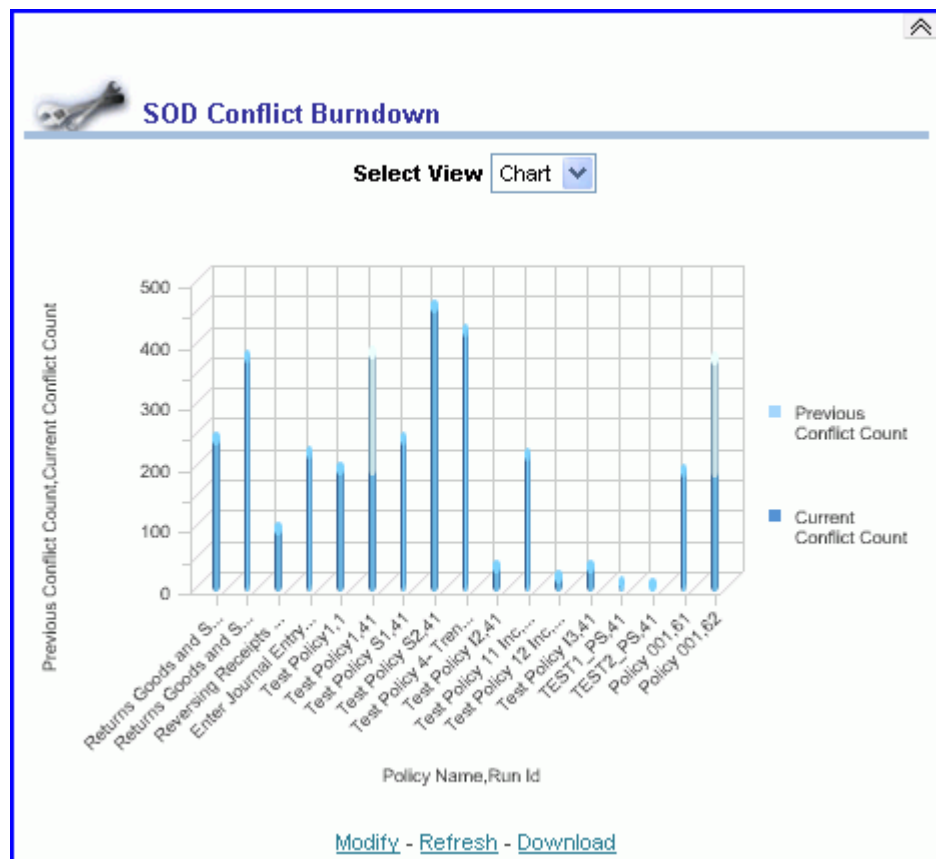 SOD Conflict Burndown
Select View Chart
Previous Conflict Count,Current Conflict Count
500
400
300
200
100
0
Previous
Conflict Count
Current
Conflict Count
Returns Goods and S...
Returns Goods and S...
Reversing Receipts ...
Enter Journal Entry...
Test Policy1,1
Test Policy1,41
Test Policy S1,41
Test Policy S2,41
Test Policy 4- Tren...
Test Policy I2,41
Test Policy 11 Inc,...
Test Policy 12 Inc,...
Test Policy I3,41
TEST1_PS,41
TEST2_PS,41
Policy 001,61
Policy 001,62
Policy Name,Run Id
Modify - Refresh - Download